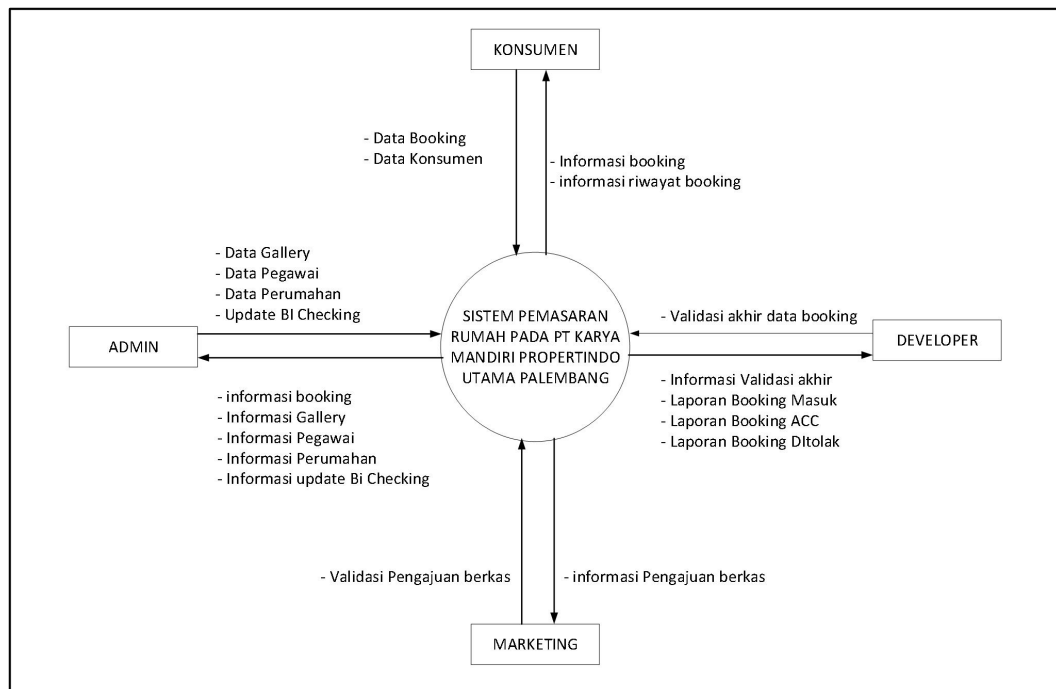 KONSUMEN
- Data Booking
- Data Konsumen
- Informasi booking
- informasi riwayat booking
- Data Gallery
- Data Pegawai
- Data Perumahan
- Update BI Checking
ADMIN
- informasi booking
- Informasi Gallery
- Informasi Pegawai
- Informasi Perumahan
- Informasi update Bi Checking
SISTEM PEMASARAN
RUMAH PADA PT KARYA
MANDIRI PROPERTINDO
UTAMA PALEMBANG
- Validasi akhir data booking
DEVELOPER
- Informasi Validasi akhir
- Laporan Booking Masuk
- Laporan Booking ACC
- Laporan Booking DItolak
- Validasi Pengajuan berkas
- informasi Pengajuan berkas
MARKETING